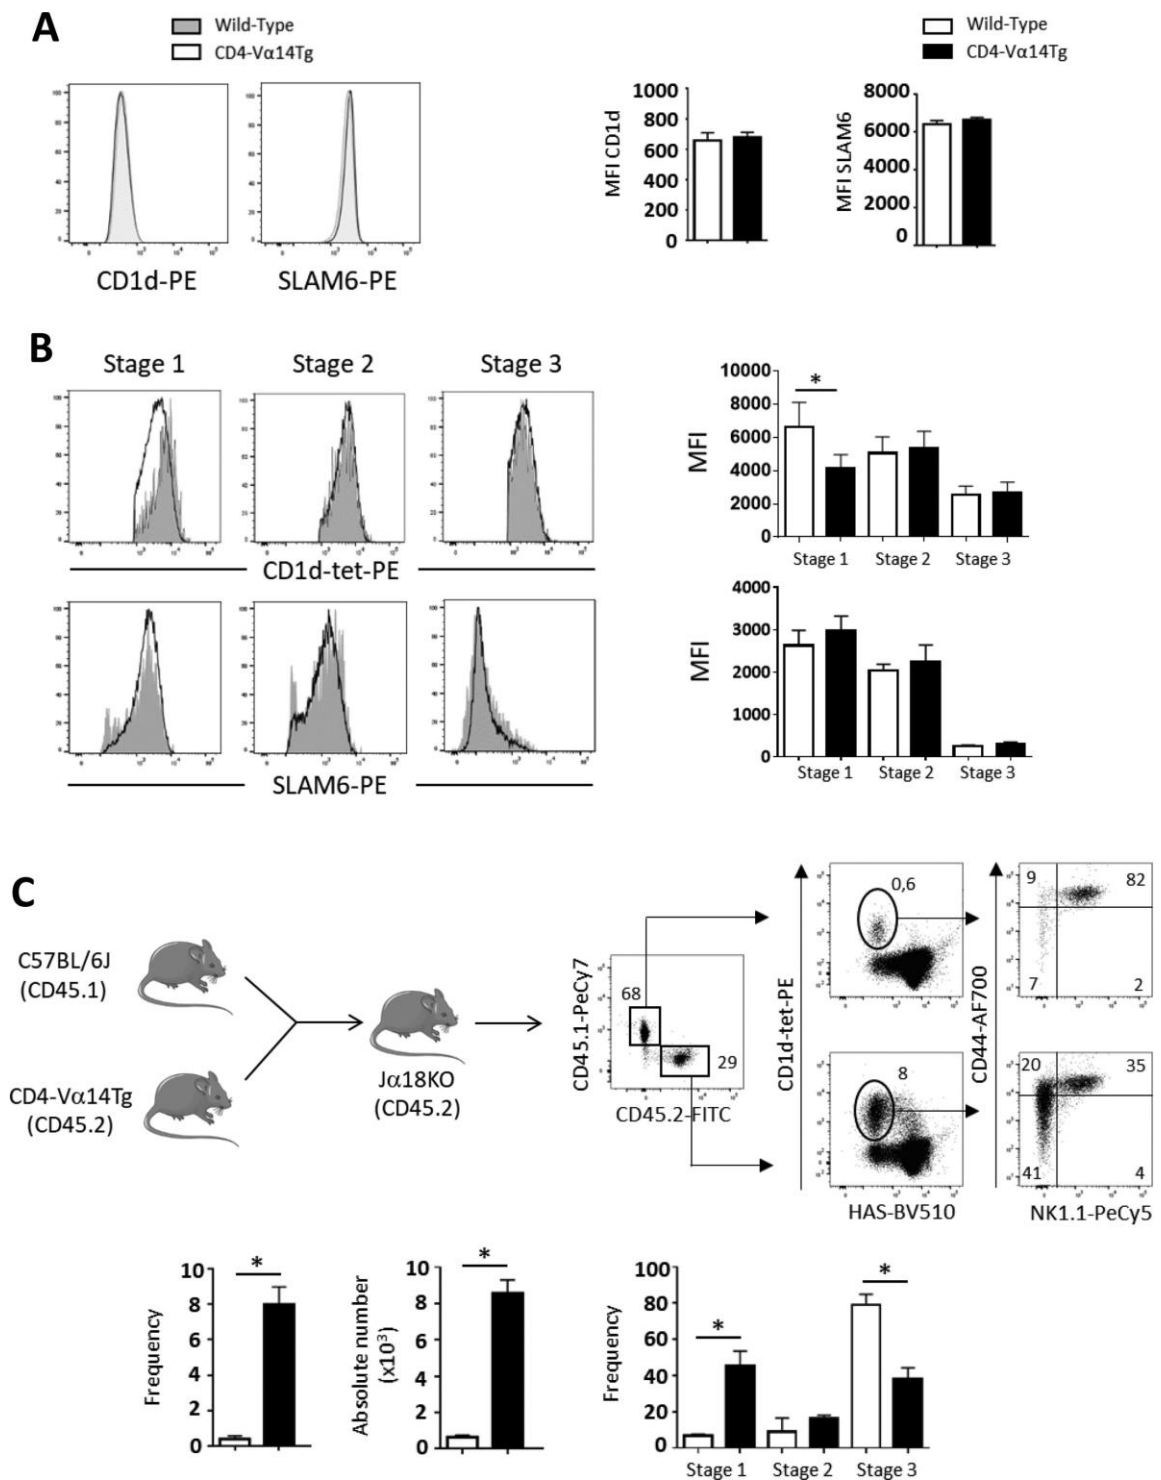 A
Wild-Type
CD4-Vα14Tg
Wild-Type
CD4-Vα14Tg
CD1d-PE
SLAM6-PE
MFI CD1d
1000
800
600
400
200
0
MFI SLAM6
8000
6000
4000
2000
0
B
Stage 1
Stage 2
Stage 3
CD1d-tet-PE
SLAM6-PE
MFI
10000
8000
6000
4000
2000
0
*
Stage 1
Stage 2
Stage 3
MFI
4000
3000
2000
1000
0
Stage 1
Stage 2
Stage 3
C
C57BL/6J
(CD45.1)
CD4-Vα14Tg
(CD45.2)
Jα18KO
(CD45.2)
CD45.1-PeCy7
68
29
CD45.2-FITC
CD1d-tet-PE
0,6
8
HAS-BV510
CD44-AF700
9
82
7
2
20
35
41
4
NK1.1-PeCy5
Frequency
10
8
6
4
2
0
*
Absolute number
(x10³)
10
8
6
4
2
0
*
Frequency
100
80
60
40
20
0
*
*
Stage 1
Stage 2
Stage 3